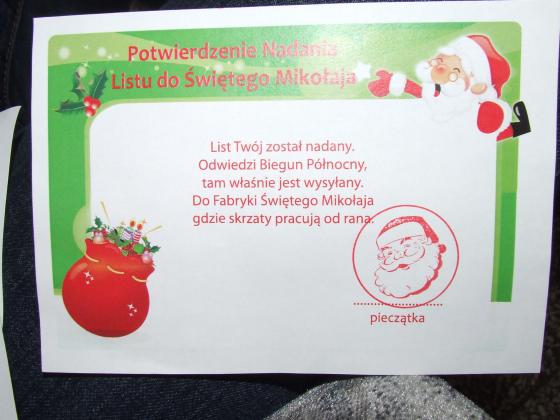 Potwierdzenie Nadania
Listu do Świętego Mikołaja
List Twój został nadany.
Odwiedzi Biegun Północny,
tam właśnie jest wysyłany.
Do Fabryki Świętego Mikołaja
gdzie skrzaty pracują od rana.
pieczątka